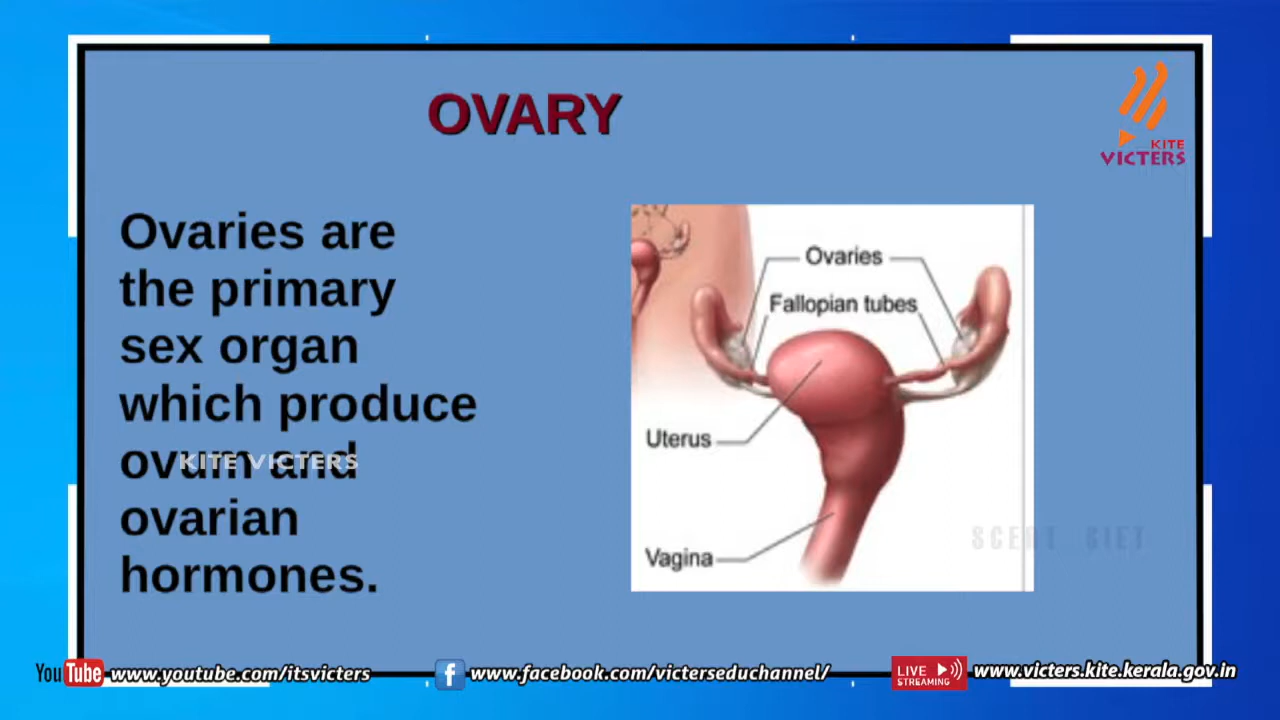 OVARY
KITE
VICTERS
Ovaries are
the primary
sex organ
which produce
ovum and
KITE VICTERS
ovarian
hormones.
Ovaries
Fallopian tubes
Uterus
Vagina
SCERT SIET
YouTube www.youtube.com/itsvicters
f www.facebook.com/victerseduchannel/
LIVE
STREAMING
www.victers.kite.kerala.gov.in